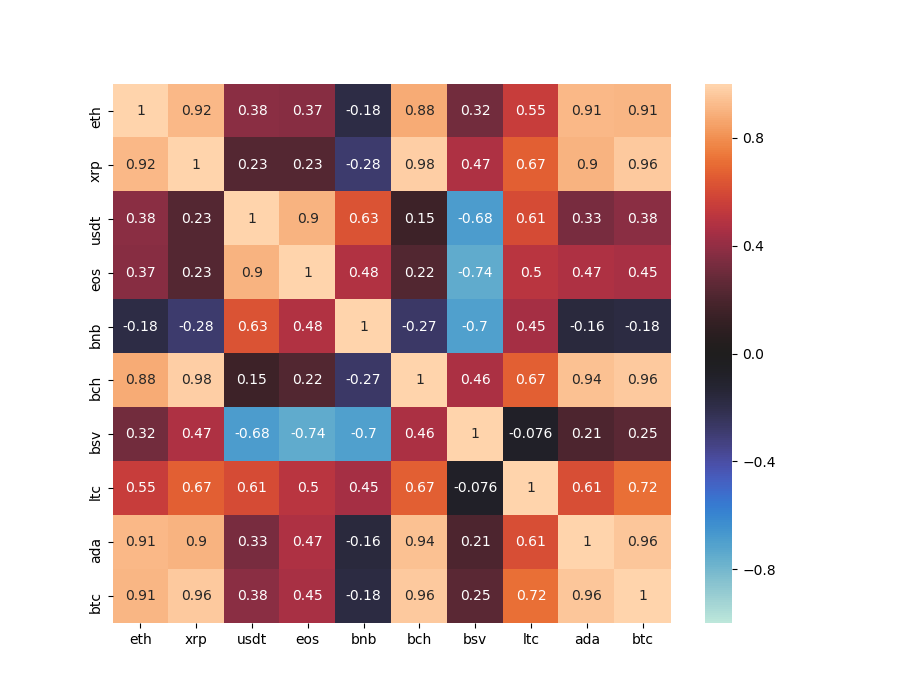 eth 1 0.92 0.38 0.37 -0.18 0.88 0.32 0.55 0.91 0.91
xrp 0.92 1 0.23 0.23 -0.28 0.98 0.47 0.67 0.9 0.96
usdt 0.38 0.23 1 0.9 0.63 0.15 -0.68 0.61 0.33 0.38
eos 0.37 0.23 0.9 1 0.48 0.22 -0.74 0.5 0.47 0.45
bnb -0.18 -0.28 0.63 0.48 1 -0.27 -0.7 0.45 -0.16 -0.18
bch 0.88 0.98 0.15 0.22 -0.27 1 0.46 0.67 0.94 0.96
bsv 0.32 0.47 -0.68 -0.74 -0.7 0.46 1 -0.076 0.21 0.25
ltc 0.55 0.67 0.61 0.5 0.45 0.67 -0.076 1 0.61 0.72
ada 0.91 0.9 0.33 0.47 -0.16 0.94 0.21 0.61 1 0.96
btc 0.91 0.96 0.38 0.45 -0.18 0.96 0.25 0.72 0.96 1
eth xrp usdt eos bnb bch bsv ltc ada btc
0.8
0.4
0.0
−0.4
−0.8